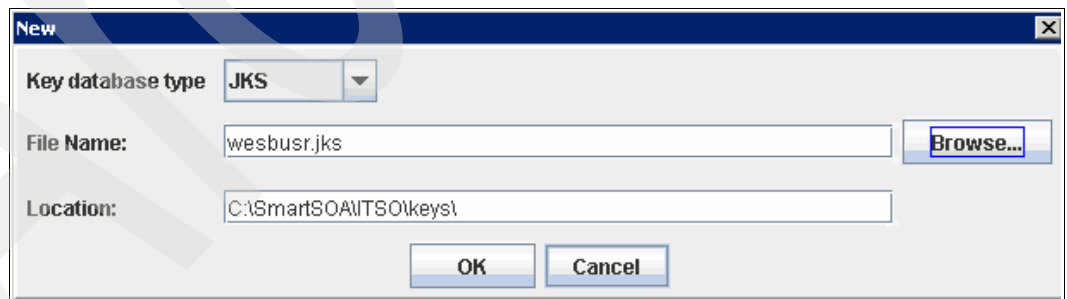 New
Key database type JKS
File Name: wesbusr.jks Browse...
Location: C:\SmartSOA\ITSO\keys\
OK Cancel